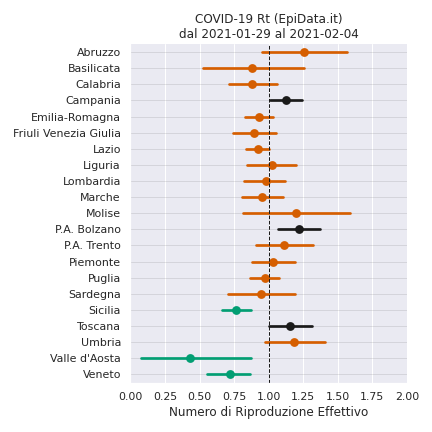 COVID-19 Rt (EpiData.it)
dal 2021-01-29 al 2021-02-04
Abruzzo
Basilicata
Calabria
Campania
Emilia-Romagna
Friuli Venezia Giulia
Lazio
Liguria
Lombardia
Marche
Molise
P.A. Bolzano
P.A. Trento
Piemonte
Puglia
Sardegna
Sicilia
Toscana
Umbria
Valle d'Aosta
Veneto
0.00 0.25 0.50 0.75 1.00 1.25 1.50 1.75 2.00
Numero di Riproduzione Effettivo